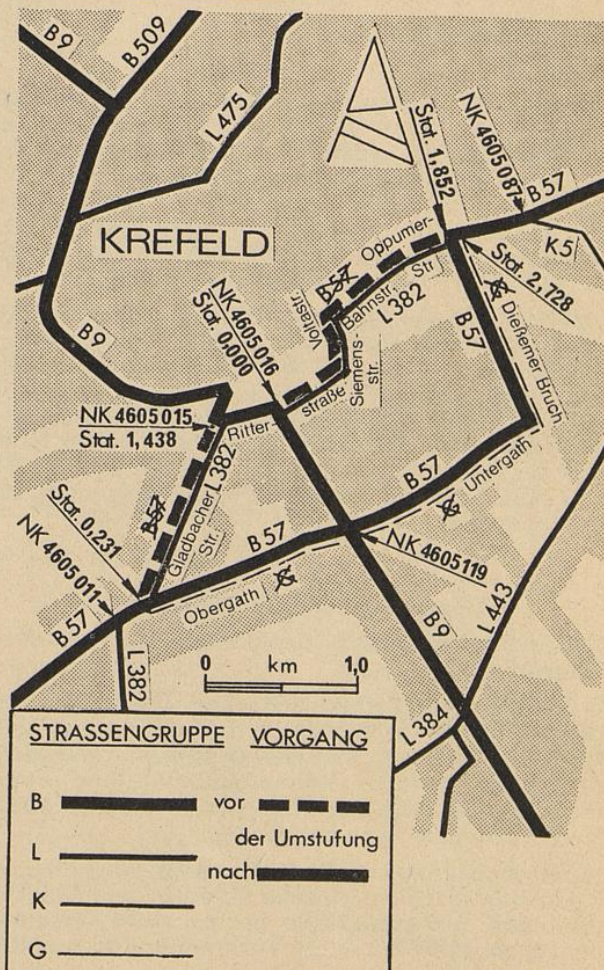 B9
B509
L475
Stat. 1,852
NK 4605087
B57
K5
KREFELD
Oppumer-
Str
B57
Voltastr.
Bahnstr.
L382
Stat. 2,728
G
Dießemer Bruch
B57
NK 4605016
Stat. 0,000
B9
Siemens-
str.
NK 4605015
Stat. 1,438
Ritter-
straße
B57
L382
Gladbacher
Str.
Stat. 0,231
NK 4605011
B57
B57
Untergath
G
B57
Obergath
G
NK 4605119
L443
B9
B57
L382
0 km 1,0
L384
STRASSENGRUPPE VORGANG
B vor
der Umstufung
L
nach
K
G